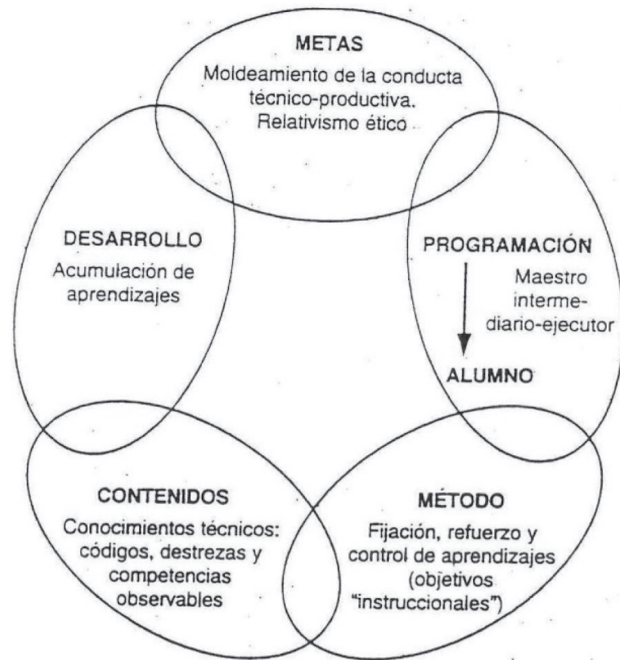 METAS
Moldeamiento de la conducta
técnico-productiva.
Relativismo ético
DESARROLLO
Acumulación de
aprendizajes
PROGRAMACIÓN
Maestro
interme-
diario-ejecutor
ALUMNO
CONTENIDOS
Conocimientos técnicos:
códigos, destrezas y
competencias
observables
MÉTODO
Fijación, refuerzo y
control de aprendizajes
(objetivos
"instruccionales")